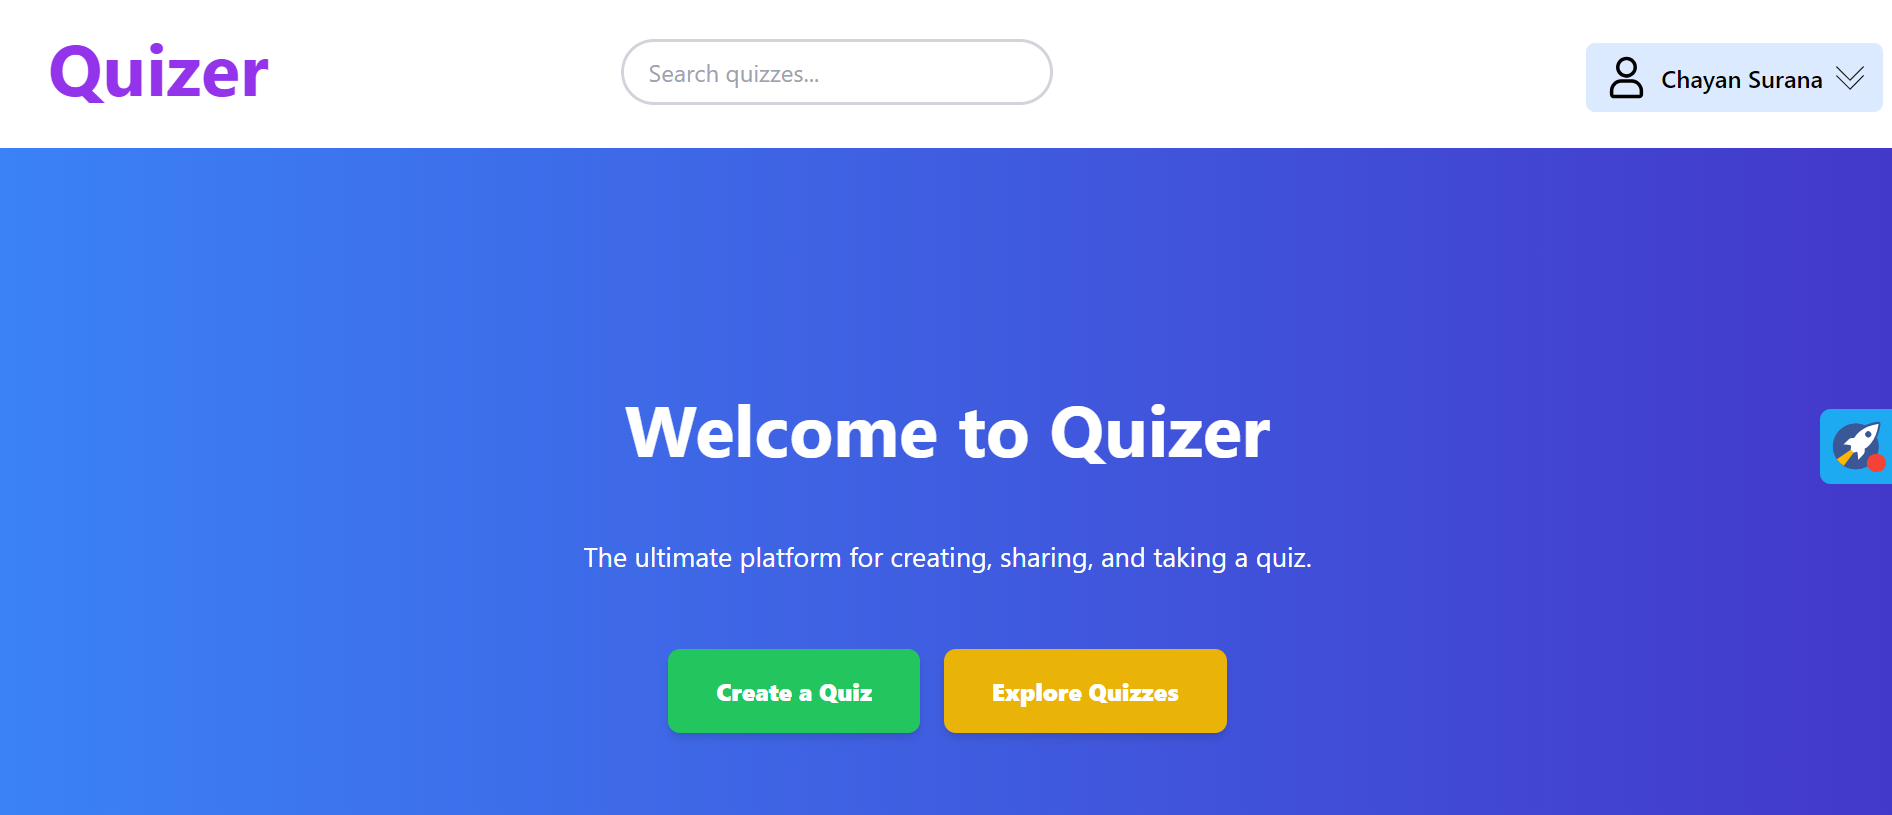 Quizer
Search quizzes...
Chayan Surana
Welcome to Quizer
The ultimate platform for creating, sharing, and taking a quiz.
Create a Quiz
Explore Quizzes